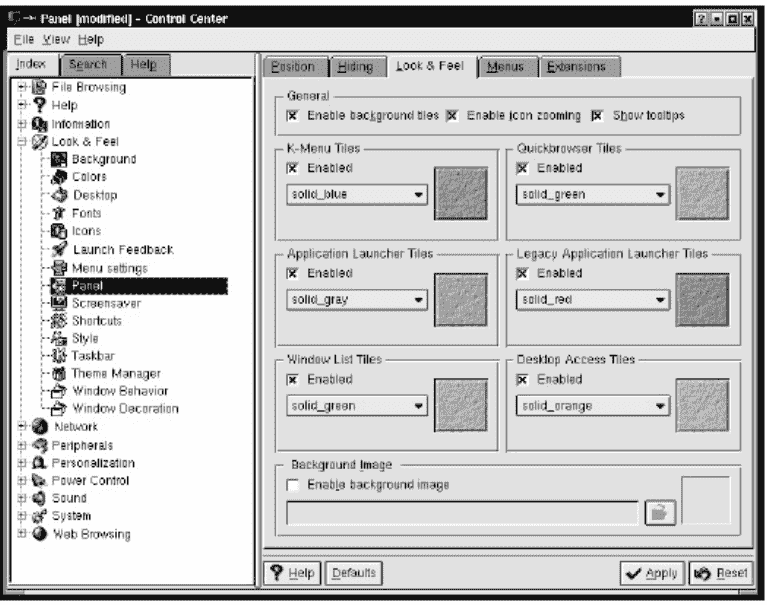 Panel [modified] - Control Center
File View Help
Index Search Help
File Browsing
Help
Information
Look & Feel
Background
Colors
Desktop
Fonts
Icons
Launch Feedback
Menu settings
Panel
Screensaver
Shortcuts
Style
Taskbar
Theme Manager
Window Behavior
Window Decoration
Network
Peripherals
Personalization
Power Control
Sound
System
Web Browsing
Position Hiding Look & Feel Menus Extensions
General
Enable background tiles Enable icon zooming Show tooltips
K-Menu Tiles
Enabled
solid_blue
Quickbrowser Tiles
Enabled
solid_green
Application Launcher Tiles
Enabled
solid_gray
Legacy Application Launcher Tiles
Enabled
solid_red
Window List Tiles
Enabled
solid_green
Desktop Access Tiles
Enabled
solid_orange
Background Image
Enable background image
Help Defaults Apply Reset